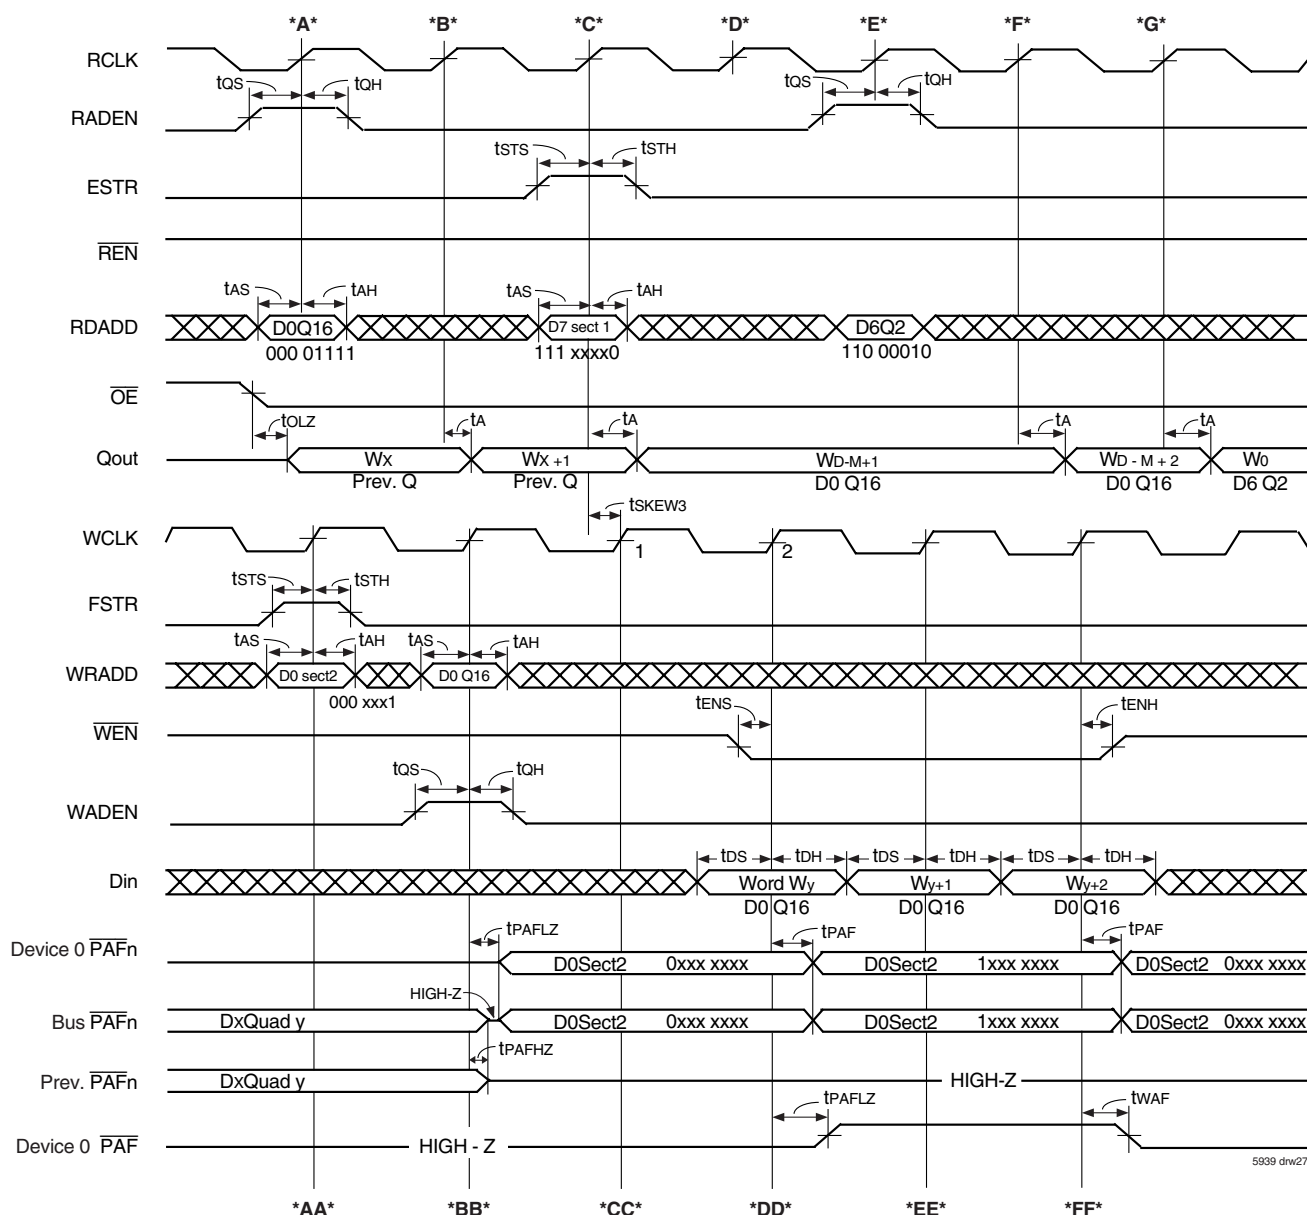 *A* *B* *C* *D* *E* *F* *G*
RCLK
tQS tQH tQS tQH
RADEN
tSTS tSTH
ESTR
REN
tAS tAH tAS tAH
RDADD D0Q16 D7 sect 1 D6Q2
000 01111 111 xxxx0 110 00010
OE
tOLZ tA tA tA tA
Qout WX WX +1 WD-M+1 WD - M + 2 W0
Prev. Q Prev. Q D0 Q16 D0 Q16 D6 Q2
tSKEW3
WCLK 1 2
tSTS tSTH
FSTR
tAS tAH tAS tAH
WRADD D0 sect2 D0 Q16
000 xxx1
tENS tENH
WEN
tQS tQH
WADEN
tDS tDH tDS tDH tDS tDH
Din Word Wy Wy+1 Wy+2
D0 Q16 D0 Q16 D0 Q16
tPAFLZ tPAF tPAF
Device 0 PAFn D0Sect2 0xxx xxxx D0Sect2 1xxx xxxx D0Sect2 0xxx xxxx
HIGH-Z
Bus PAFn DxQuad y D0Sect2 0xxx xxxx D0Sect2 1xxx xxxx D0Sect2 0xxx xxxx
tPAFHZ
Prev. PAFn DxQuad y HIGH-Z
tPAFLZ tWAF
Device 0 PAF HIGH - Z
5939 drw27
*AA* *BB* *CC* *DD* *EE* *FF*